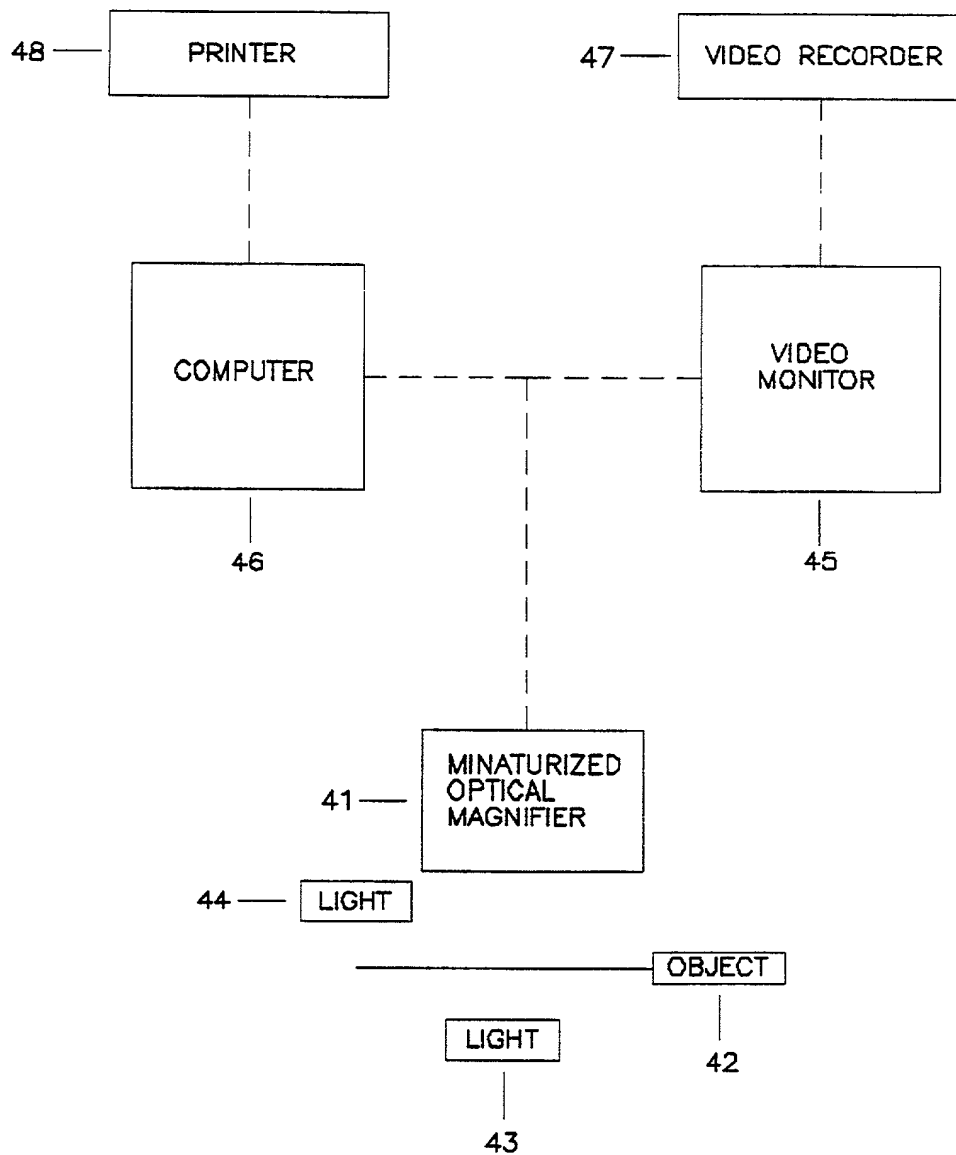 48
PRINTER
47
VIDEO RECORDER
COMPUTER
VIDEO
MONITOR
46
45
41
MINATURIZED
OPTICAL
MAGNIFIER
44
LIGHT
OBJECT
LIGHT
42
43